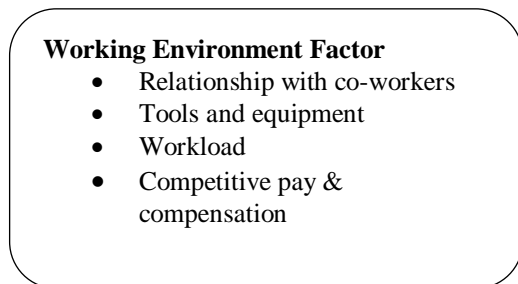 Working Environment Factor
• Relationship with co-workers
• Tools and equipment
• Workload
• Competitive pay &
compensation